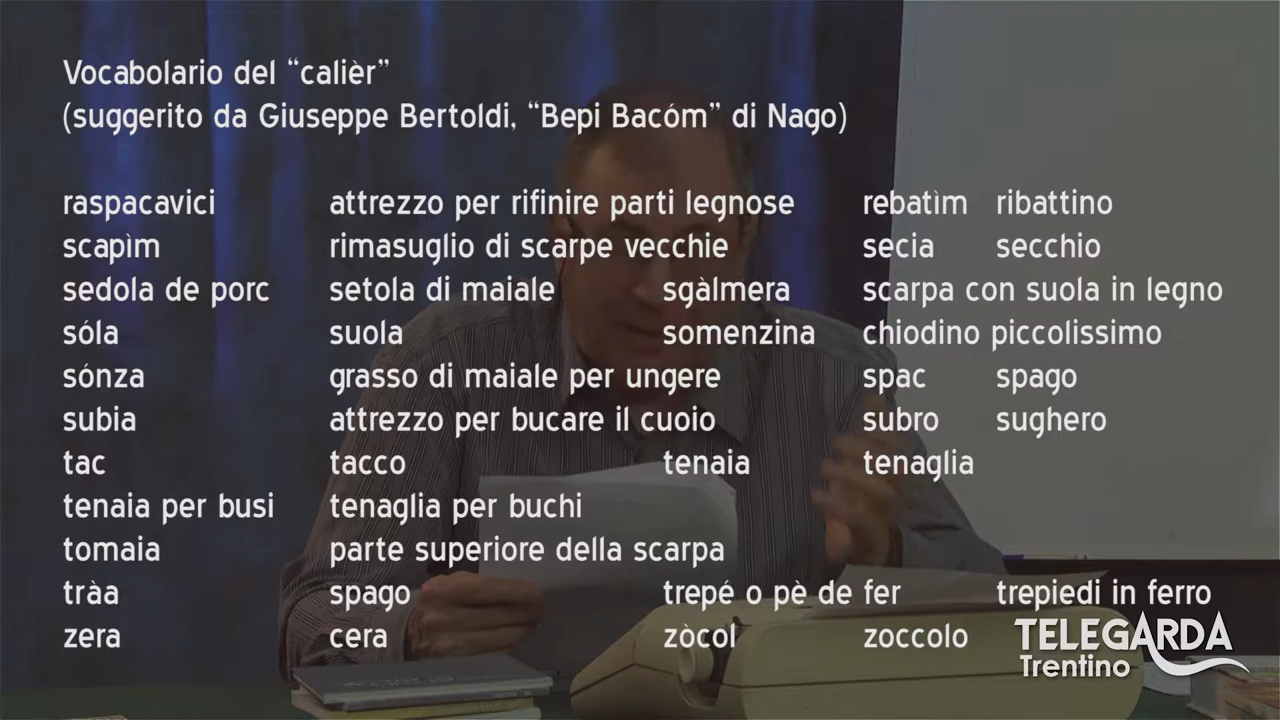 Vocabolario del “calièr”
(suggerito da Giuseppe Bertoldi, “Bepi Bacóm” di Nago)
raspacavici attrezzo per rifinire parti legnose rebatìm ribattino
scapìm rimasuglio di scarpe vecchie secia secchio
sedola de porc setola di maiale sgàlmera scarpa con suola in legno
sóla suola somenzina chiodino piccolissimo
sónza grasso di maiale per ungere spac spago
subia attrezzo per bucare il cuoio subro sughero
tac tacco tenaia tenaglia
tenaia per busi tenaglia per buchi
tomaia parte superiore della scarpa
tràa spago trepé o pè de fer trepiedi in ferro
zera cera zòcol zoccolo
TELEGARDA
Trentino